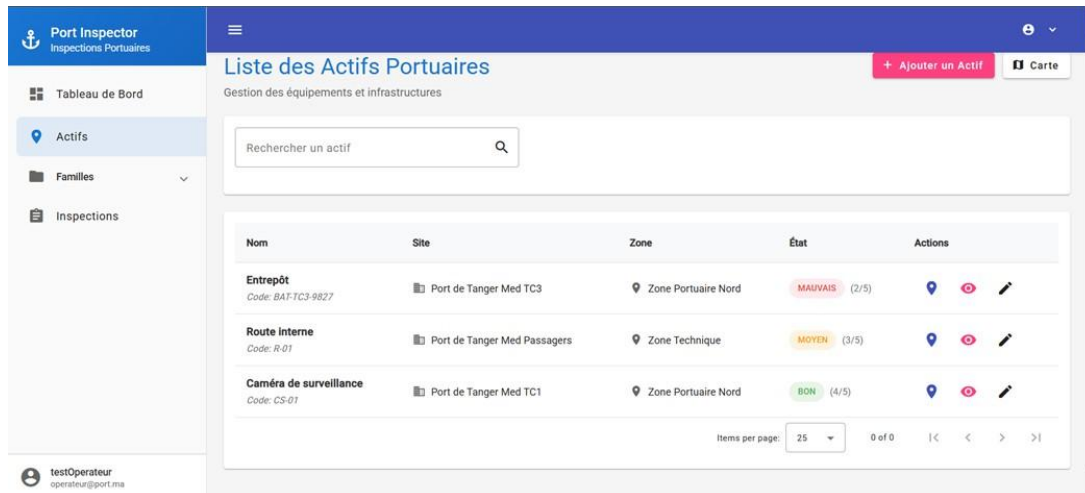 Port Inspector
Inspections Portuaires
Tableau de Bord
Actifs
Familles
Inspections
testOperateur
operateur@port.ma
Liste des Actifs Portuaires
Gestion des équipements et infrastructures
+ Ajouter un Actif
Carte
Rechercher un actif
Nom Site Zone État Actions
Entrepôt
Code: BAT-TC3-9827
Port de Tanger Med TC3 Zone Portuaire Nord MAUVAIS (2/5)
Route interne
Code: R-01
Port de Tanger Med Passagers Zone Technique MOYEN (3/5)
Caméra de surveillance
Code: CS-01
Port de Tanger Med TC1 Zone Portuaire Nord BON (4/5)
Items per page: 25 0 of 0